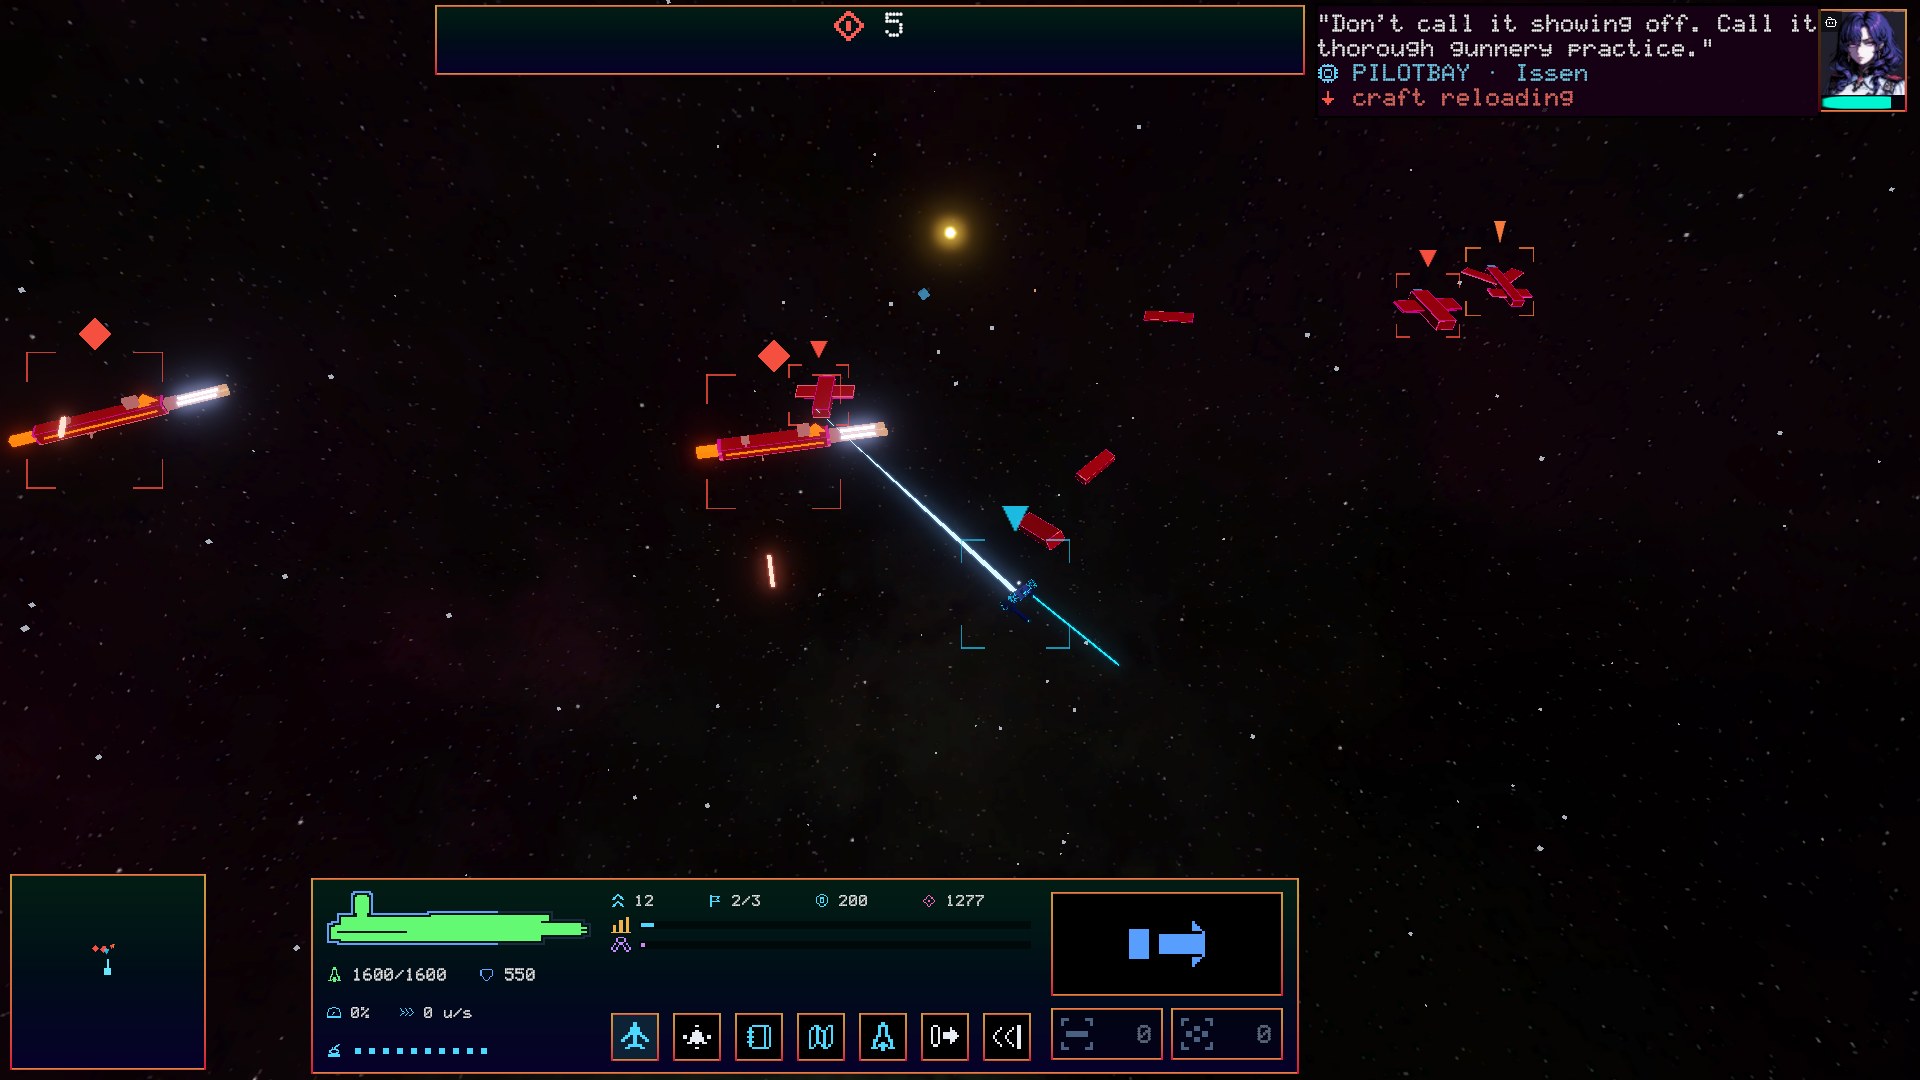 5
"Don't call it showing off. Call it
thorough gunnery practice."
PILOTBAY · Issen
craft reloading
12 2/3 200 1277
1600/1600 550
0% 0 u/s
0 0